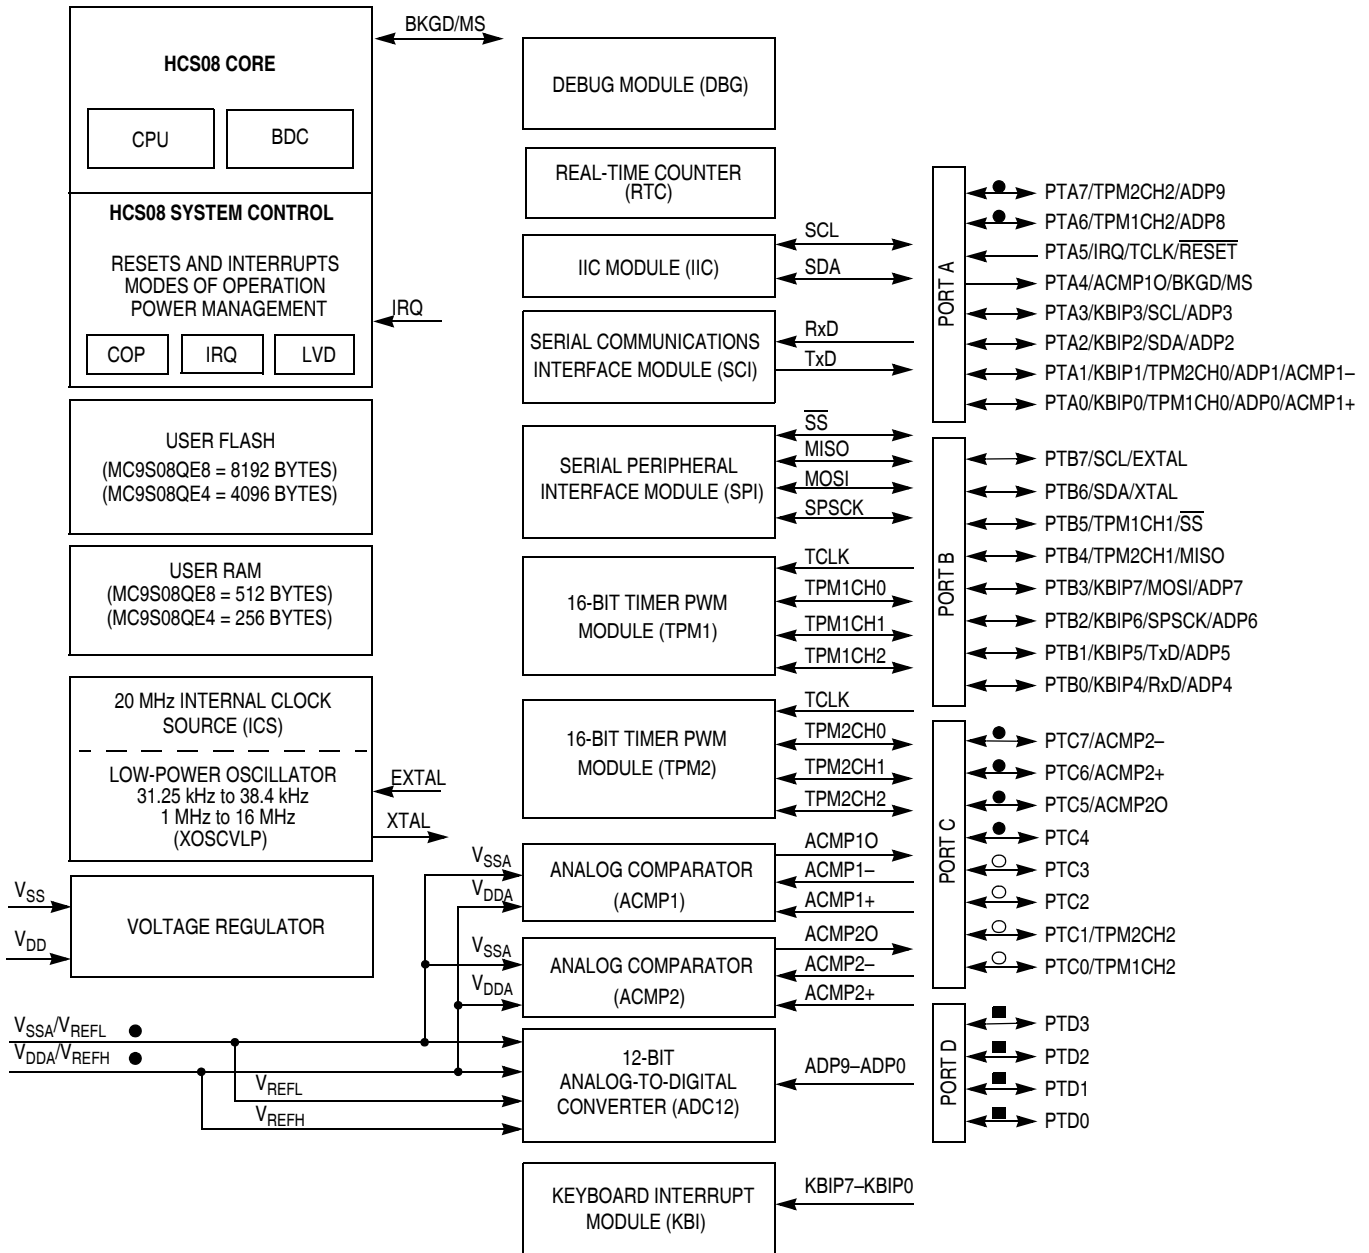 HCS08 CORE
CPU
BDC
BKGD/MS
HCS08 SYSTEM CONTROL
RESETS AND INTERRUPTS
MODES OF OPERATION
POWER MANAGEMENT
COP
IRQ
LVD
IRQ
USER FLASH
(MC9S08QE8 = 8192 BYTES)
(MC9S08QE4 = 4096 BYTES)
USER RAM
(MC9S08QE8 = 512 BYTES)
(MC9S08QE4 = 256 BYTES)
20 MHz INTERNAL CLOCK
SOURCE (ICS)
LOW-POWER OSCILLATOR
31.25 kHz to 38.4 kHz
1 MHz to 16 MHz
(XOSCVLP)
EXTAL
XTAL
VSS
VDD
VOLTAGE REGULATOR
VSSA/VREFL
VDDA/VREFH
VREFL
VREFH
VSSA
VDDA
VSSA
VDDA
DEBUG MODULE (DBG)
REAL-TIME COUNTER
(RTC)
IIC MODULE (IIC)
SCL
SDA
SERIAL COMMUNICATIONS
INTERFACE MODULE (SCI)
RxD
TxD
SERIAL PERIPHERAL
INTERFACE MODULE (SPI)
SS
MISO
MOSI
SPSCK
16-BIT TIMER PWM
MODULE (TPM1)
TCLK
TPM1CH0
TPM1CH1
TPM1CH2
16-BIT TIMER PWM
MODULE (TPM2)
TCLK
TPM2CH0
TPM2CH1
TPM2CH2
ANALOG COMPARATOR
(ACMP1)
ACMP1O
ACMP1–
ACMP1+
ANALOG COMPARATOR
(ACMP2)
ACMP2O
ACMP2–
ACMP2+
12-BIT
ANALOG-TO-DIGITAL
CONVERTER (ADC12)
ADP9–ADP0
KEYBOARD INTERRUPT
MODULE (KBI)
KBIP7–KBIP0
PORT A
PTA7/TPM2CH2/ADP9
PTA6/TPM1CH2/ADP8
PTA5/IRQ/TCLK/RESET
PTA4/ACMP1O/BKGD/MS
PTA3/KBIP3/SCL/ADP3
PTA2/KBIP2/SDA/ADP2
PTA1/KBIP1/TPM2CH0/ADP1/ACMP1–
PTA0/KBIP0/TPM1CH0/ADP0/ACMP1+
PORT B
PTB7/SCL/EXTAL
PTB6/SDA/XTAL
PTB5/TPM1CH1/SS
PTB4/TPM2CH1/MISO
PTB3/KBIP7/MOSI/ADP7
PTB2/KBIP6/SPSCK/ADP6
PTB1/KBIP5/TxD/ADP5
PTB0/KBIP4/RxD/ADP4
PORT C
PTC7/ACMP2–
PTC6/ACMP2+
PTC5/ACMP2O
PTC4
PTC3
PTC2
PTC1/TPM2CH2
PTC0/TPM1CH2
PORT D
PTD3
PTD2
PTD1
PTD0